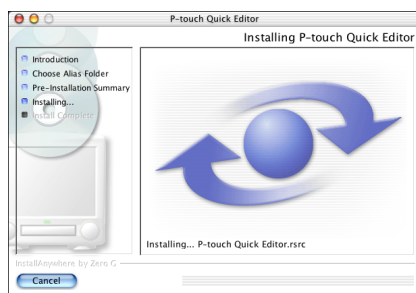 P-touch Quick Editor
Installing P-touch Quick Editor
Introduction
Choose Alias Folder
Pre-Installation Summary
Installing...
Install Complete
Installing... P-touch Quick Editor.rsrc
InstallAnywhere by Zero G
Cancel